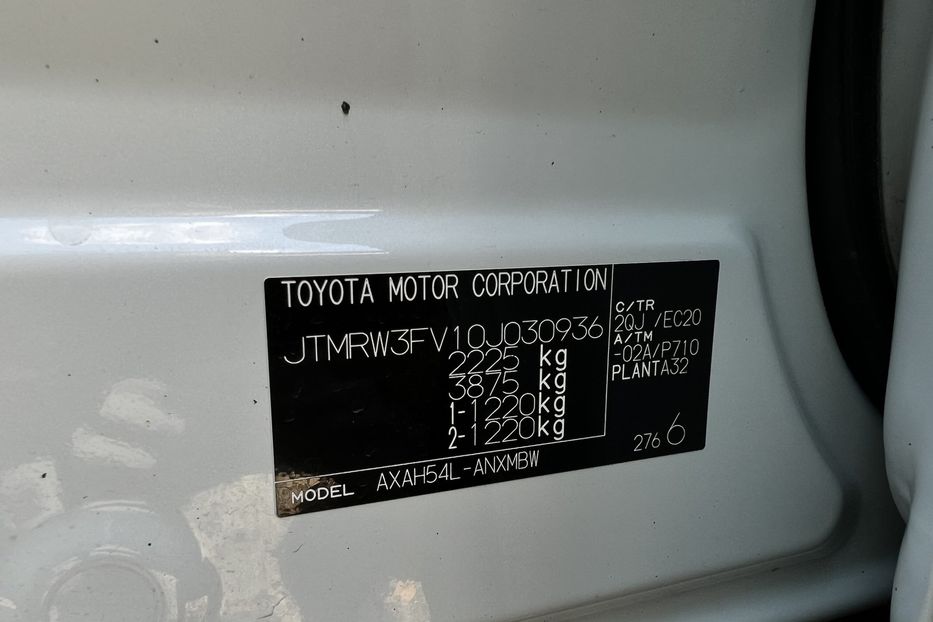 TOYOTA MOTOR CORPORATION
JTMRW3FV10J030936
2225 kg
3875 kg
1-1220kg
2-1220kg
C/TR
2QJ /EC20
A/TM
-02A/P710
PLANTA32
276 6
MODEL AXAH54L-ANXMBW